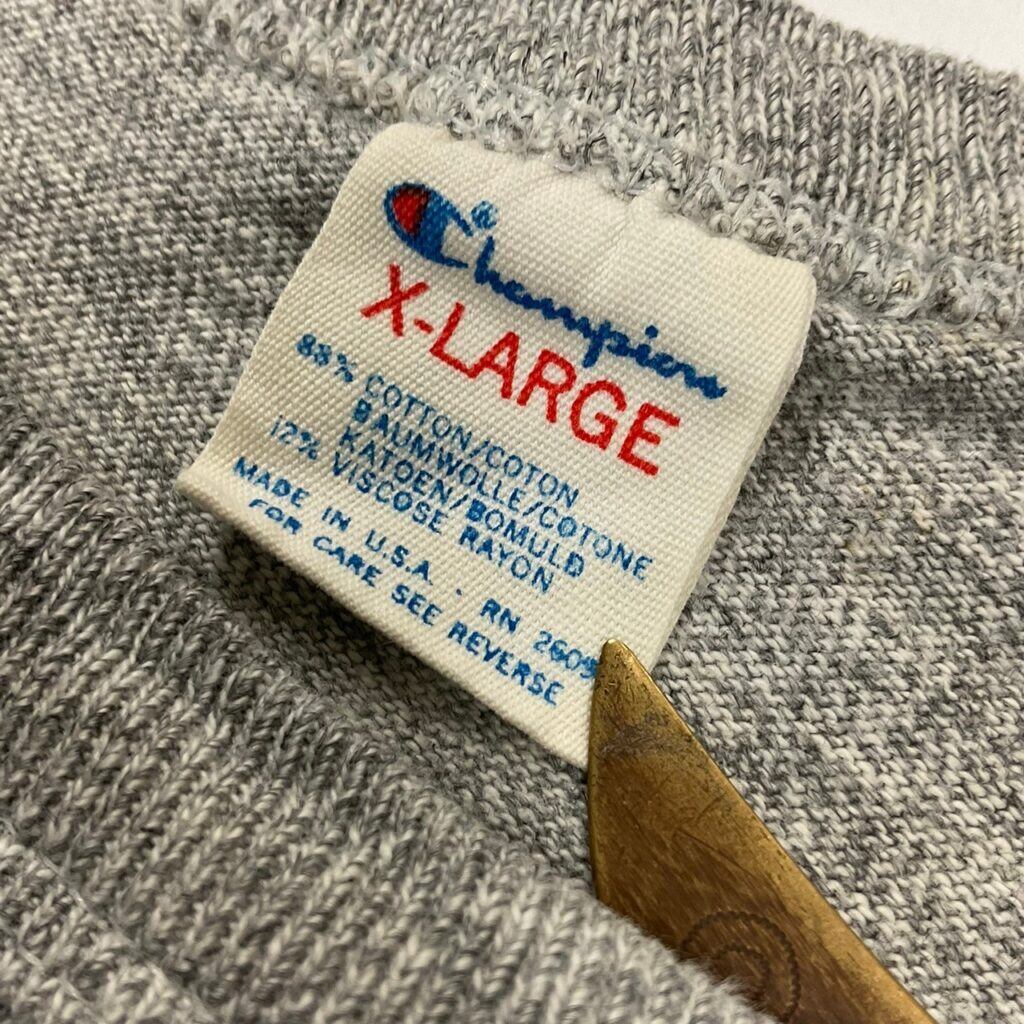 Champion®
X-LARGE
88% COTTON/COTON
BAUMWOLLE/COTONE
KATOEN/BOMULD
12% VISCOSE RAYON
MADE IN U.S.A. · RN 26094
FOR CARE SEE REVERSE